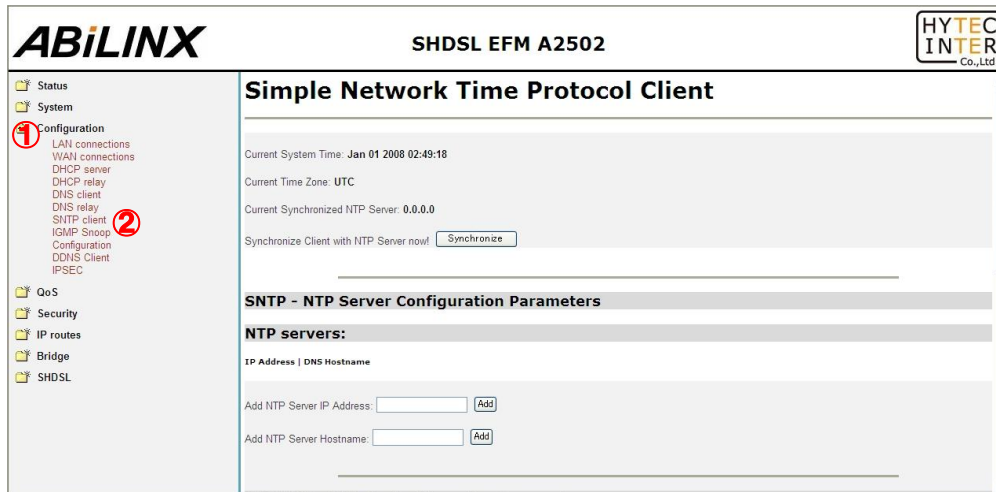 ABiLINX
SHDSL EFM A2502
HYTEC
INTER
Co.,Ltd
Status
System
① Configuration
LAN connections
WAN connections
DHCP server
DHCP relay
DNS client
DNS relay
SNTP client ②
IGMP Snoop
Configuration
DDNS Client
IPSEC
QoS
Security
IP routes
Bridge
SHDSL
Simple Network Time Protocol Client
Current System Time: Jan 01 2008 02:49:18
Current Time Zone: UTC
Current Synchronized NTP Server: 0.0.0.0
Synchronize Client with NTP Server now! Synchronize
SNTP - NTP Server Configuration Parameters
NTP servers:
IP Address | DNS Hostname
Add NTP Server IP Address: Add
Add NTP Server Hostname: Add